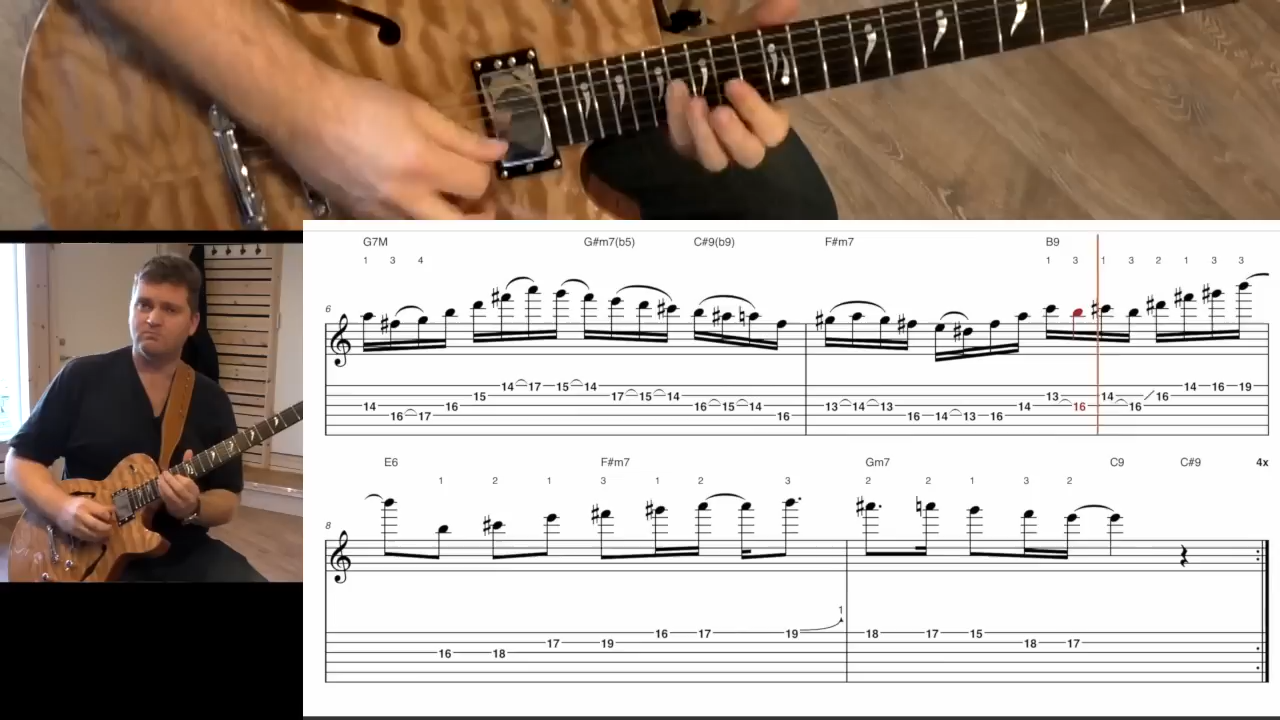 G7M G#m7(b5) C#9(b9) F#m7 B9
1 3 4 1 3 1 3 2 1 3 3
6
14 17 15 14
15 17 15 14 13 14 16 14 16 19
14 16 16 15 14 13 14 13 14 16 16
16 17 16 16 14 13 16
E6 F#m7 Gm7 C9 C#9 4x
1 2 1 3 1 2 3 2 2 1 3 2
8
1
16 17 19 18 17 15
17 19 18 17
16 18